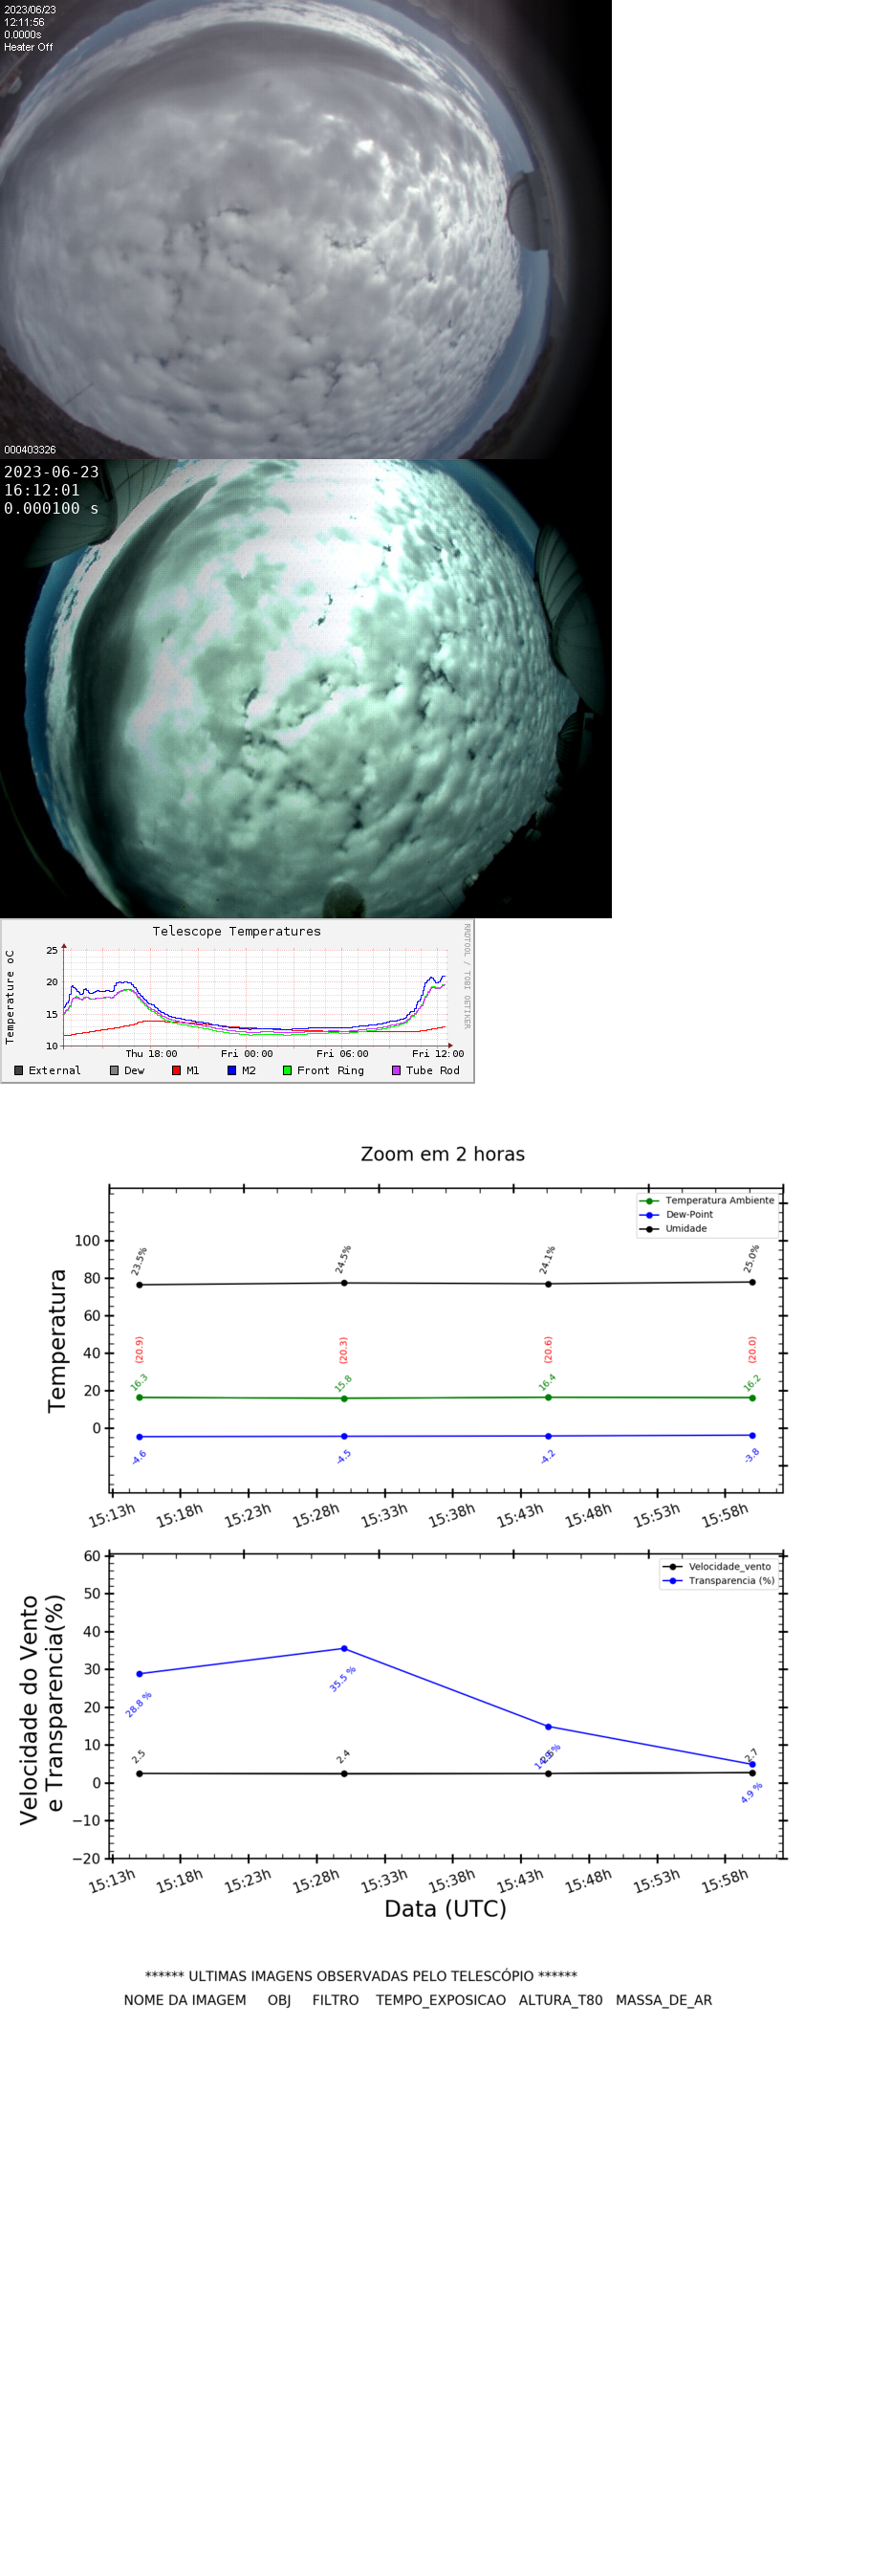 2023/06/23
12:11:56
0.0000s
Heater Off
000403326
2023-06-23
16:12:01
0.000100 s
Telescope Temperatures
RRDTOOL / TOBI OETIKER
Temperature oC
25
20
15
10
Thu 18:00 Fri 00:00 Fri 06:00 Fri 12:00
External Dew M1 M2 Front Ring Tube Rod
Zoom em 2 horas
Temperatura
Temperatura Ambiente
Dew-Point
Umidade
100
80
60
40
20
0
23.5% 24.5% 24.1% 25.0%
(20.9) (20.3) (20.6) (20.0)
16.3 15.8 16.4 16.2
-4.6 -4.5 -4.2 -3.8
15:13h 15:18h 15:23h 15:28h 15:33h 15:38h 15:43h 15:48h 15:53h 15:58h
Velocidade do Vento
e Transparencia(%)
Velocidade_vento
Transparencia (%)
60
50
40
30
20
10
0
−10
−20
28.8 % 35.5 % 4.9 %
2.5 2.4 2.7
15:13h 15:18h 15:23h 15:28h 15:33h 15:38h 15:43h 15:48h 15:53h 15:58h
Data (UTC)
****** ULTIMAS IMAGENS OBSERVADAS PELO TELESCÓPIO ******
NOME DA IMAGEM OBJ FILTRO TEMPO_EXPOSICAO ALTURA_T80 MASSA_DE_AR